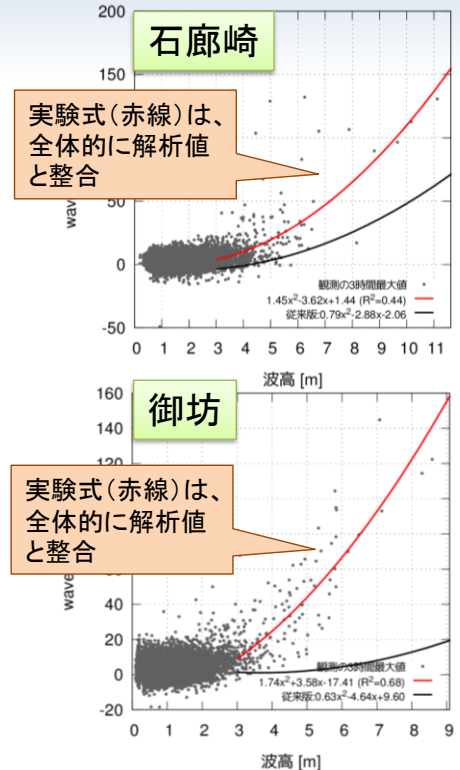 200
石廊崎
150
実験式(赤線)は、
全体的に解析値
と整合
wave
50
0
-50
観測の3時間最大値
1.45x²-3.62x+1.44 (R²=0.44)
従来版:0.79x²-2.88x-2.06
0 1 2 3 4 5 6 7 8 9 10 11
波高 [m]
160
御坊
120
実験式(赤線)は、
全体的に解析値
と整合
wave
40
20
0
-20
観測の3時間最大値
1.74x²+3.58x-17.41 (R²=0.68)
従来版:0.63x²-4.64x+9.60
0 1 2 3 4 5 6 7 8 9
波高 [m]